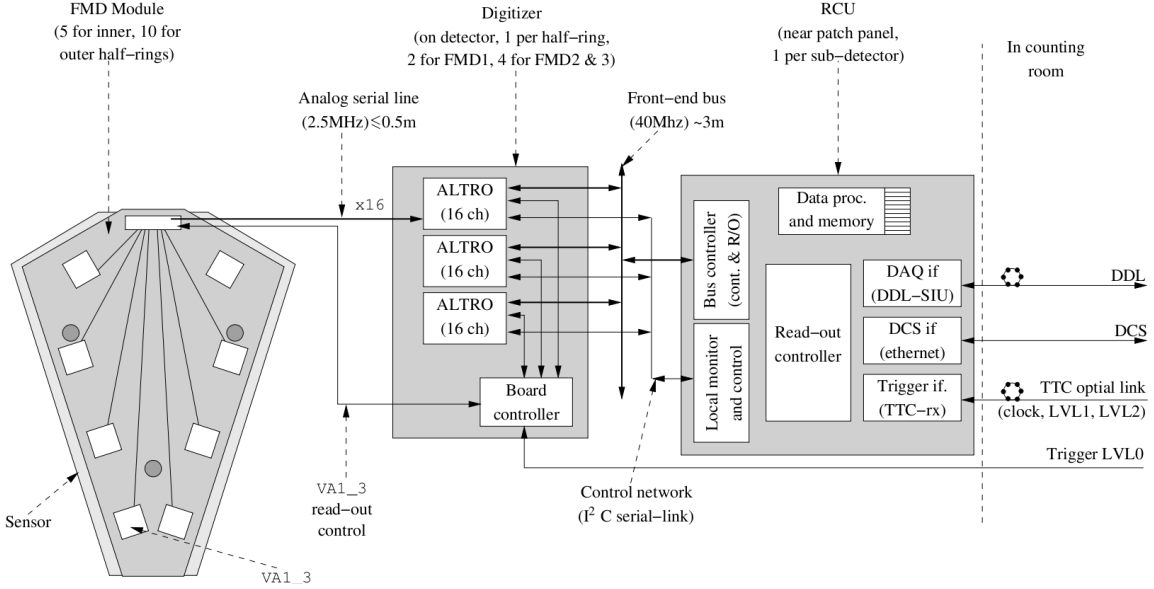 FMD Module
(5 for inner, 10 for
outer half−rings)
Digitizer
(on detector, 1 per half−ring,
2 for FMD1, 4 for FMD2 & 3)
RCU
(near patch panel,
1 per sub−detector)
In counting
room
Analog serial line
(2.5MHz)⩽0.5m
Front−end bus
(40Mhz) ~3m
x16
ALTRO
(16 ch)
ALTRO
(16 ch)
ALTRO
(16 ch)
Board
controller
Bus controller
(cont. & R/O)
Local monitor
and control
Data proc.
and memory
Read−out
controller
DAQ if
(DDL−SIU)
DCS if
(ethernet)
Trigger if.
(TTC−rx)
DDL
DCS
TTC optial link
(clock, LVL1, LVL2)
Trigger LVL0
VA1_3
read−out
control
Control network
(I² C serial−link)
Sensor
VA1_3